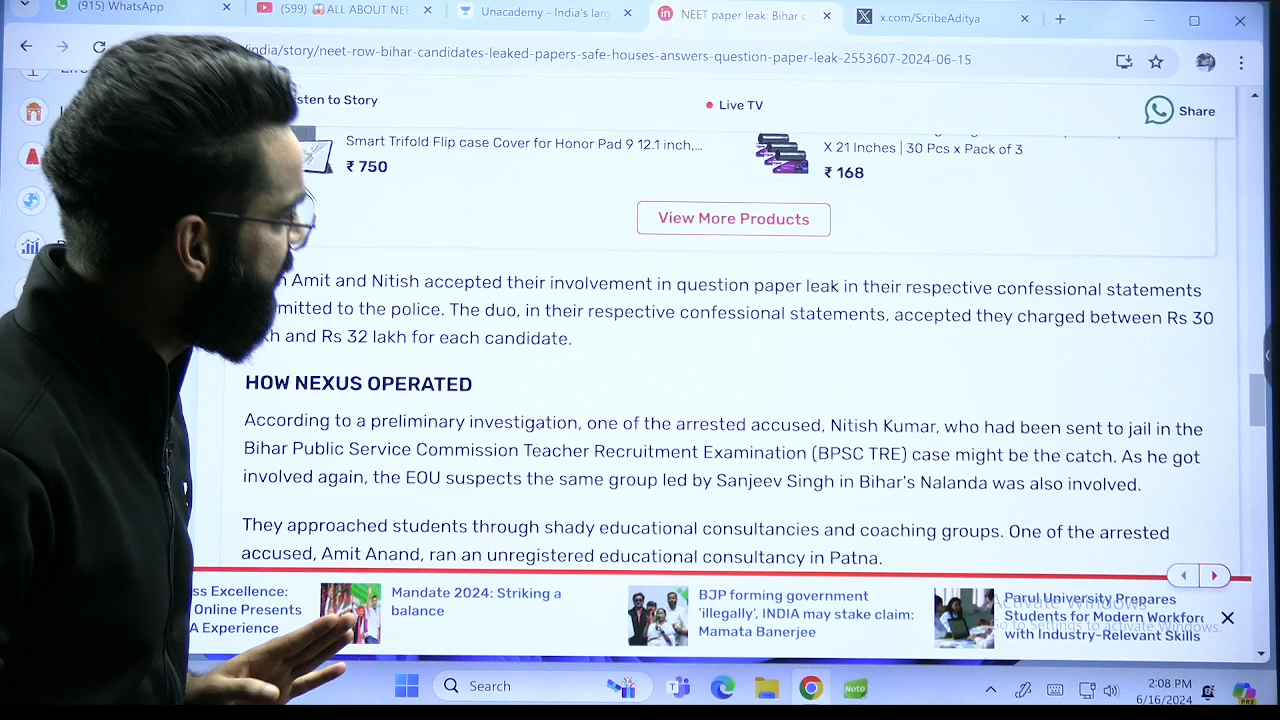 (915) WhatsApp
(599) 😱ALL ABOUT NEE
Unacademy - India's larg
NEET paper leak: Bihar c
x.com/ScribeAditya
india/story/neet-row-bihar-candidates-leaked-papers-safe-houses-answers-question-paper-leak-2553607-2024-06-15
isten to Story
Live TV
Share
Smart Trifold Flip case Cover for Honor Pad 9 12.1 inch,...
₹ 750
X 21 Inches | 30 Pcs x Pack of 3
₹ 168
View More Products
Amit and Nitish accepted their involvement in question paper leak in their respective confessional statements
mitted to the police. The duo, in their respective confessional statements, accepted they charged between Rs 30
kh and Rs 32 lakh for each candidate.
HOW NEXUS OPERATED
According to a preliminary investigation, one of the arrested accused, Nitish Kumar, who had been sent to jail in the
Bihar Public Service Commission Teacher Recruitment Examination (BPSC TRE) case might be the catch. As he got
involved again, the EOU suspects the same group led by Sanjeev Singh in Bihar's Nalanda was also involved.
They approached students through shady educational consultancies and coaching groups. One of the arrested
accused, Amit Anand, ran an unregistered educational consultancy in Patna.
ss Excellence:
Online Presents
A Experience
Mandate 2024: Striking a
balance
BJP forming government
'illegally', INDIA may stake claim:
Mamata Banerjee
Parul University Prepares
Students for Modern Workforc
with Industry-Relevant Skills
Activate Windows
Go to Settings to activate Windows.
Search
Note
2:08 PM
6/16/2024
PRE